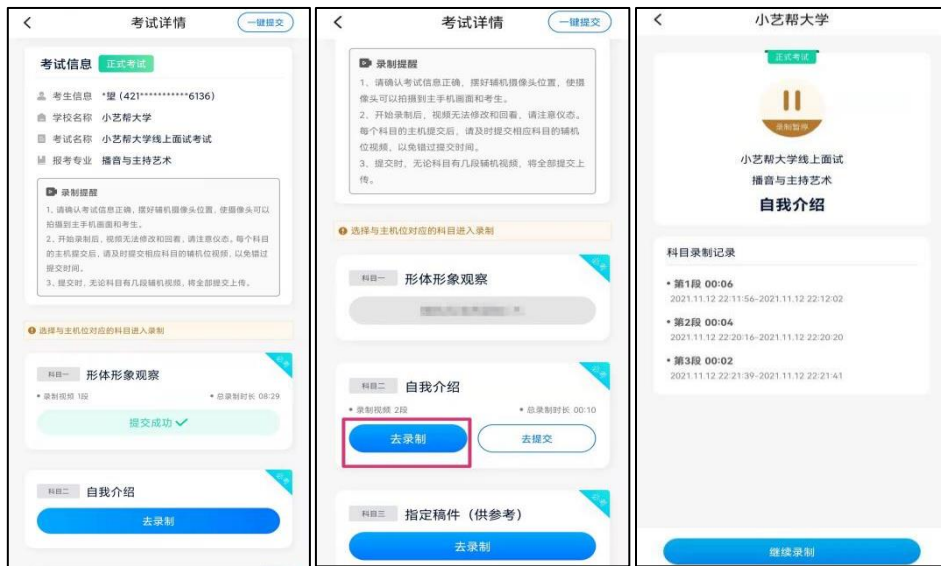 考试详情
一键提交
考试信息 正式考试
考生信息 *望 (421***********6136)
学校名称 小艺帮大学
考试名称 小艺帮大学线上面试考试
报考专业 播音与主持艺术
录制提醒
1、请确认考试信息正确，摆好辅机摄像头位置，使摄像头可以
拍摄到主手机画面和考生。
2、开始录制后，视频无法修改和回看，请注意仪态。每个科目
的主机提交后，请及时提交相应科目的辅机位视频，以免错过
提交时间。
3、提交时，无论科目有几段辅机视频，将全部提交上传。
选择与主机位对应的科目进入录制
科目一 形体形象观察
必考
• 录制视频 1段
• 总录制时长 08:29
提交成功
科目二 自我介绍
必考
去录制
考试详情
一键提交
录制提醒
1、请确认考试信息正确，摆好辅机摄像头位置，使摄
像头可以拍摄到主手机画面和考生。
2、开始录制后，视频无法修改和回看，请注意仪态。
每个科目的主机提交后，请及时提交相应科目的辅机
位视频，以免错过提交时间。
3、提交时，无论科目有几段辅机视频，将全部提交上
传。
选择与主机位对应的科目进入录制
科目一 形体形象观察
必考
科目二 自我介绍
必考
• 录制视频 2段
• 总录制时长 00:10
去录制
去提交
科目三 指定稿件（供参考）
必考
去录制
小艺帮大学
正式考试
录制暂停
小艺帮大学线上面试
播音与主持艺术
自我介绍
科目录制记录
• 第1段 00:06
2021.11.12 22:11:56-2021.11.12 22:12:02
• 第2段 00:04
2021.11.12 22:20:16-2021.11.12 22:20:20
• 第3段 00:02
2021.11.12 22:21:39-2021.11.12 22:21:41
继续录制